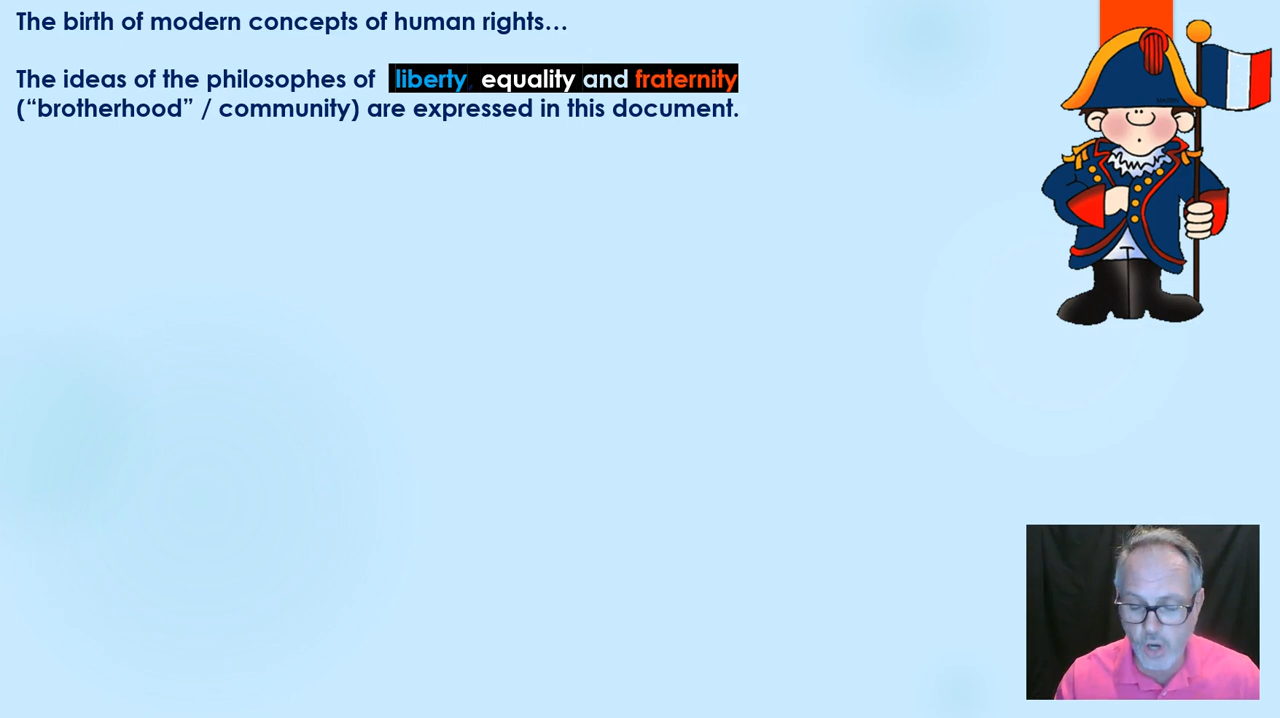 The birth of modern concepts of human rights…
The ideas of the philosophes of liberty, equality and fraternity
(“brotherhood” / community) are expressed in this document.